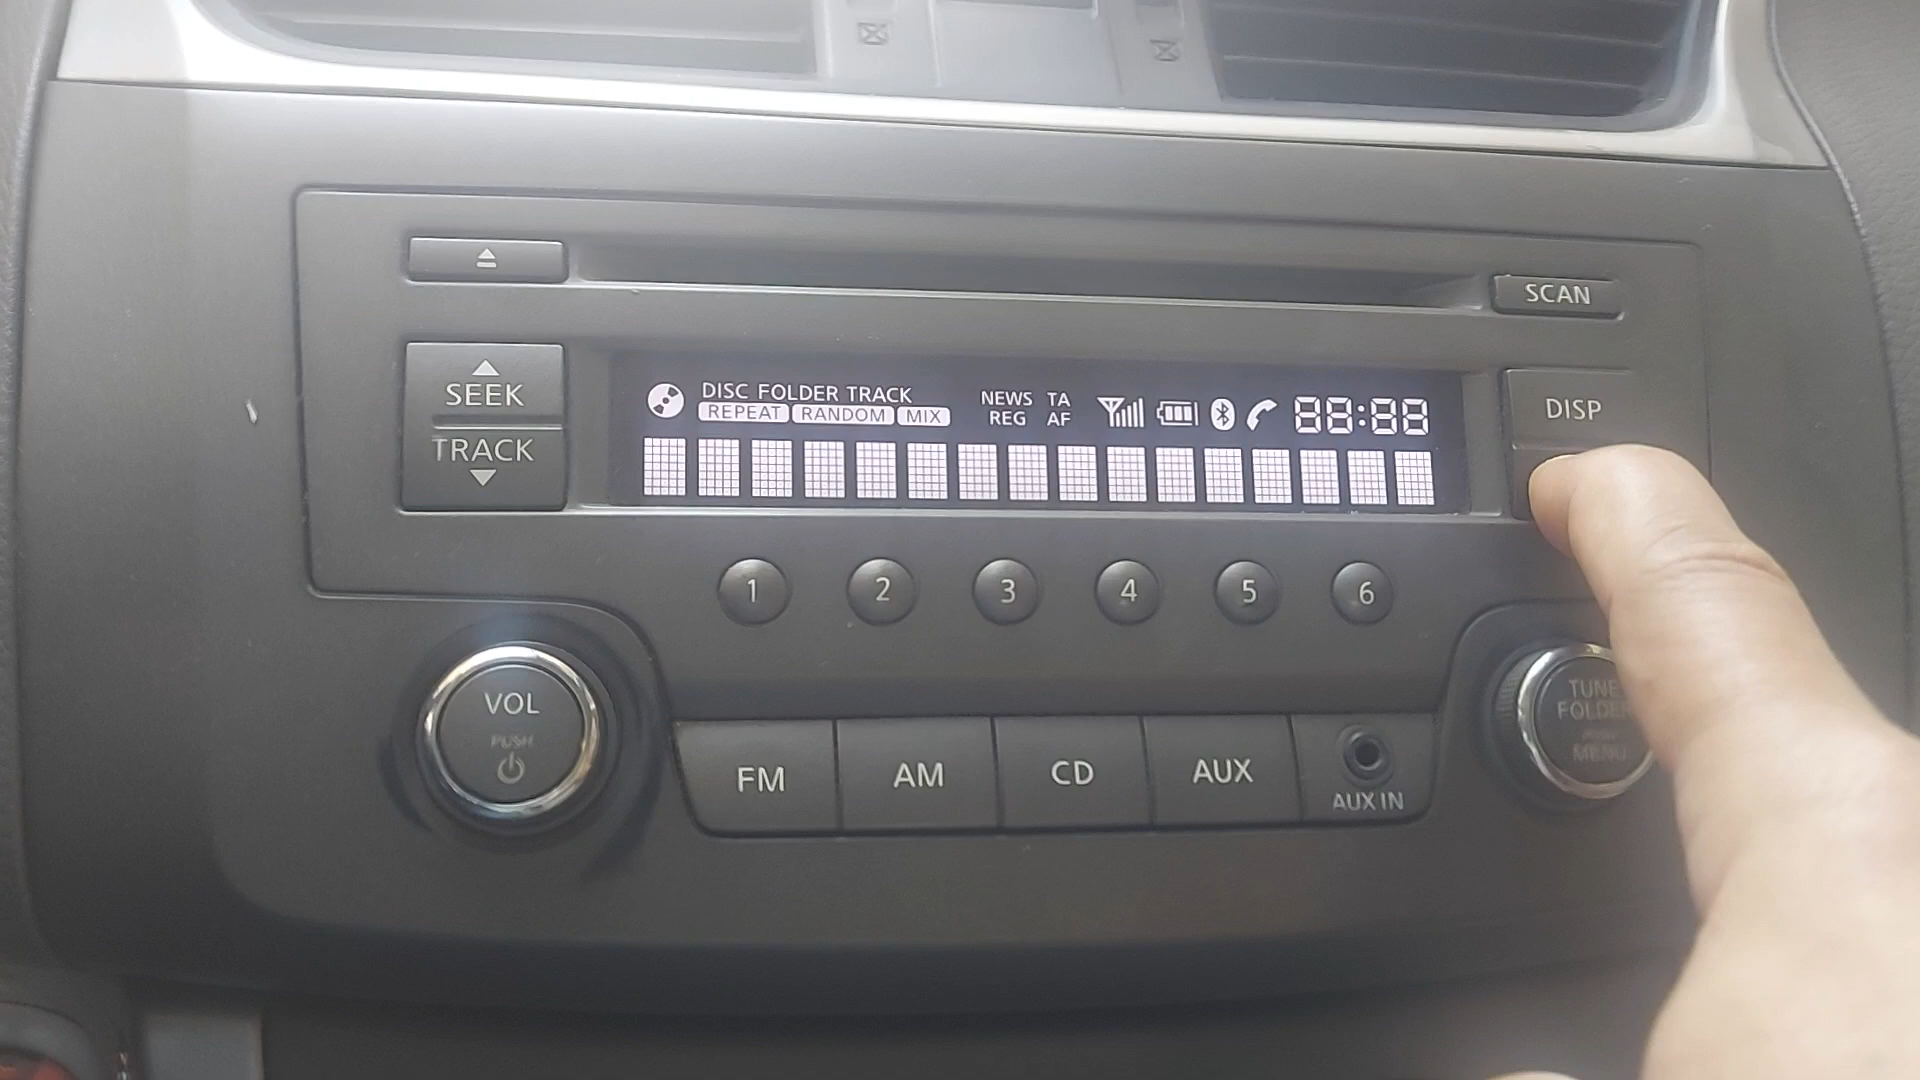 SCAN
SEEK
TRACK
DISC FOLDER TRACK
REPEAT RANDOM MIX
NEWS TA
REG AF
88:88
DISP
1 2 3 4 5 6
VOL
PUSH
TUNE
FOLDER
MENU
FM AM CD AUX
AUX IN